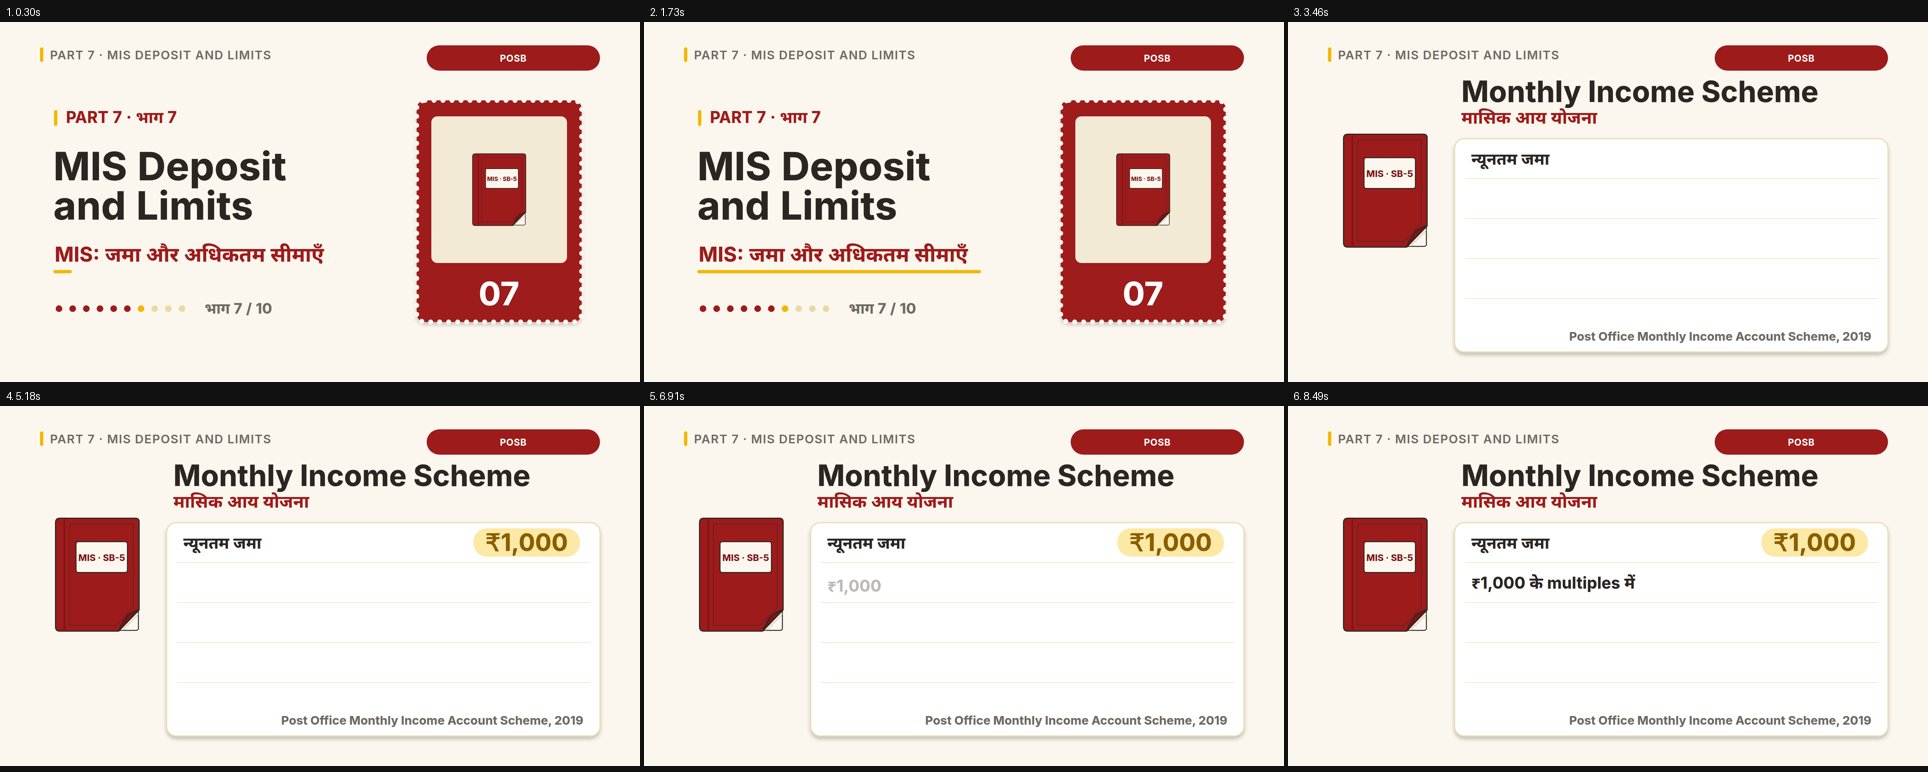 1. 0.30s
PART 7 · MIS DEPOSIT AND LIMITS
POSB
PART 7 · भाग 7
MIS Deposit
and Limits
MIS: जमा और अधिकतम सीमाएँ
भाग 7 / 10
MIS · SB-5
07
2. 1.73s
PART 7 · MIS DEPOSIT AND LIMITS
POSB
PART 7 · भाग 7
MIS Deposit
and Limits
MIS: जमा और अधिकतम सीमाएँ
भाग 7 / 10
MIS · SB-5
07
3. 3.46s
PART 7 · MIS DEPOSIT AND LIMITS
POSB
Monthly Income Scheme
मासिक आय योजना
MIS · SB-5
न्यूनतम जमा
Post Office Monthly Income Account Scheme, 2019
4. 5.18s
PART 7 · MIS DEPOSIT AND LIMITS
POSB
Monthly Income Scheme
मासिक आय योजना
MIS · SB-5
न्यूनतम जमा
₹1,000
Post Office Monthly Income Account Scheme, 2019
5. 6.91s
PART 7 · MIS DEPOSIT AND LIMITS
POSB
Monthly Income Scheme
मासिक आय योजना
MIS · SB-5
न्यूनतम जमा
₹1,000
₹1,000
Post Office Monthly Income Account Scheme, 2019
6. 8.49s
PART 7 · MIS DEPOSIT AND LIMITS
POSB
Monthly Income Scheme
मासिक आय योजना
MIS · SB-5
न्यूनतम जमा
₹1,000
₹1,000 के multiples में
Post Office Monthly Income Account Scheme, 2019